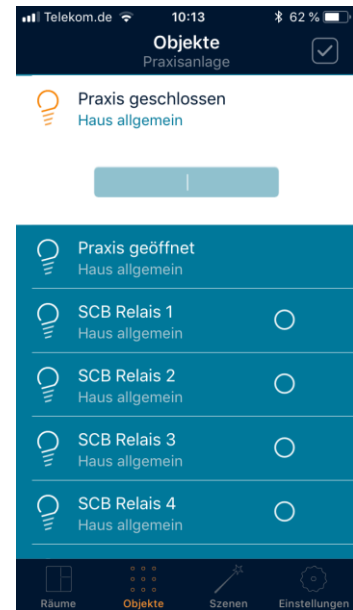 Telekom.de 10:13 62 %
Objekte
Praxisanlage
Praxis geschlossen
Haus allgemein
Praxis geöffnet
Haus allgemein
SCB Relais 1
Haus allgemein
SCB Relais 2
Haus allgemein
SCB Relais 3
Haus allgemein
SCB Relais 4
Haus allgemein
Räume Objekte Szenen Einstellungen